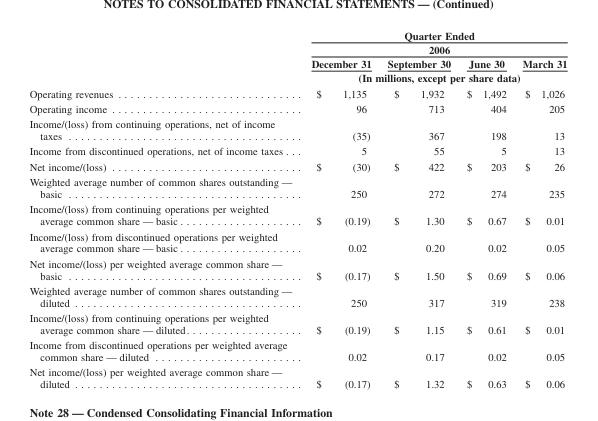 NOTES TO CONSOLIDATED FINANCIAL STATEMENTS — (Continued)
Quarter Ended
2006
December 31 September 30 June 30 March 31
(In millions, except per share data)
Operating revenues . . . . . . . . . . . . . . . . . . . . . . . . . . . . . . $ 1,135 $ 1,932 $ 1,492 $ 1,026
Operating income . . . . . . . . . . . . . . . . . . . . . . . . . . . . . . . 96 713 404 205
Income/(loss) from continuing operations, net of income
taxes . . . . . . . . . . . . . . . . . . . . . . . . . . . . . . . . . . . . . . (35) 367 198 13
Income from discontinued operations, net of income taxes . . . 5 55 5 13
Net income/(loss) . . . . . . . . . . . . . . . . . . . . . . . . . . . . . . . $ (30) $ 422 $ 203 $ 26
Weighted average number of common shares outstanding —
basic . . . . . . . . . . . . . . . . . . . . . . . . . . . . . . . . . . . . . . 250 272 274 235
Income/(loss) from continuing operations per weighted
average common share — basic . . . . . . . . . . . . . . . . . . . . $ (0.19) $ 1.30 $ 0.67 $ 0.01
Income/(loss) from discontinued operations per weighted
average common share — basic . . . . . . . . . . . . . . . . . . . . 0.02 0.20 0.02 0.05
Net income/(loss) per weighted average common share —
basic . . . . . . . . . . . . . . . . . . . . . . . . . . . . . . . . . . . . . . $ (0.17) $ 1.50 $ 0.69 $ 0.06
Weighted average number of common shares outstanding —
diluted . . . . . . . . . . . . . . . . . . . . . . . . . . . . . . . . . . . . . 250 317 319 238
Income/(loss) from continuing operations per weighted
average common share — diluted . . . . . . . . . . . . . . . . . . . $ (0.19) $ 1.15 $ 0.61 $ 0.01
Income from discontinued operations per weighted average
common share — diluted . . . . . . . . . . . . . . . . . . . . . . . . 0.02 0.17 0.02 0.05
Net income/(loss) per weighted average common share —
diluted . . . . . . . . . . . . . . . . . . . . . . . . . . . . . . . . . . . . . $ (0.17) $ 1.32 $ 0.63 $ 0.06
Note 28 — Condensed Consolidating Financial Information